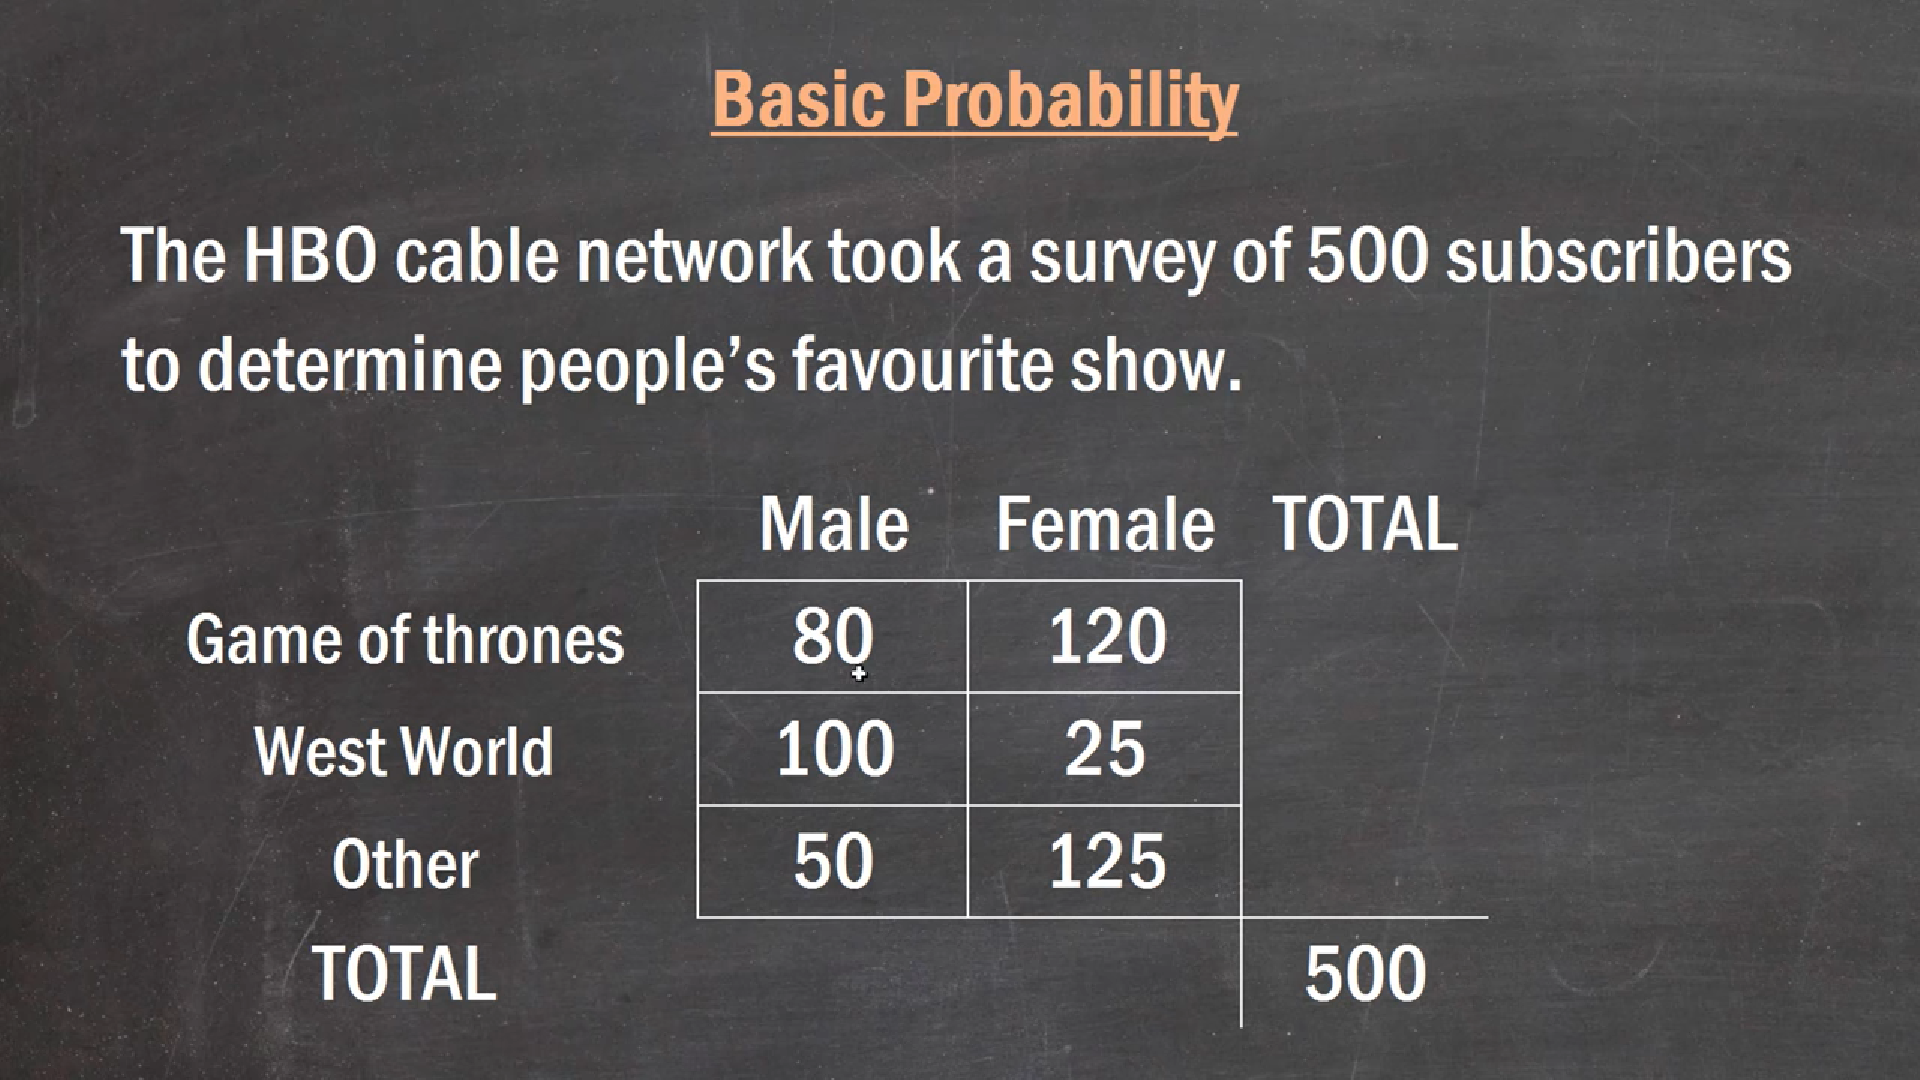 Basic Probability
The HBO cable network took a survey of 500 subscribers
to determine people’s favourite show.
Male Female TOTAL
Game of thrones 80 120
West World 100 25
Other 50 125
TOTAL 500